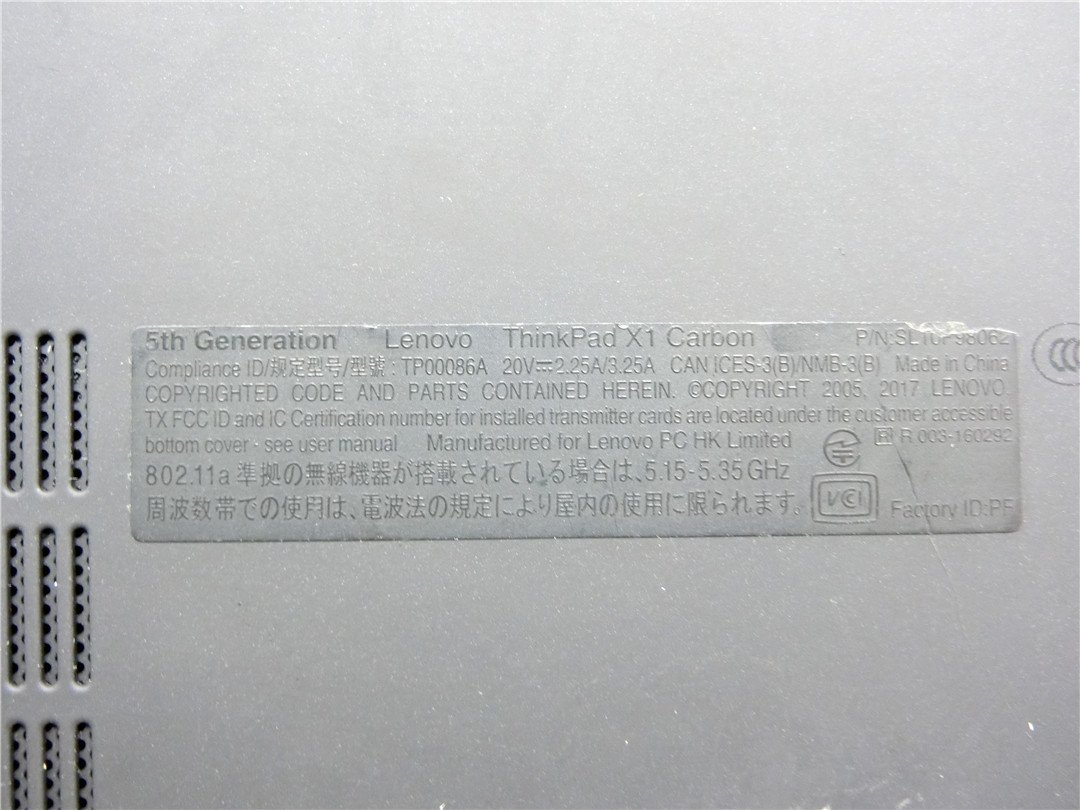 5th Generation Lenovo ThinkPad X1 Carbon P/N:SL10P98062
Compliance ID/规定型号/型號 : TP00086A 20V⎓2.25A/3.25A CAN ICES-3(B)/NMB-3(B) Made in China
COPYRIGHTED CODE AND PARTS CONTAINED HEREIN. ©COPYRIGHT 2005, 2017 LENOVO.
TX FCC ID and IC Certification number for installed transmitter cards are located under the customer accessible
bottom cover - see user manual Manufactured for Lenovo PC HK Limited R 003-160292
802.11a 準拠の無線機器が搭載されている場合は、5.15-5.35 GHz
周波数帯での使用は、電波法の規定により屋内の使用に限られます。 VCI Factory ID:PF